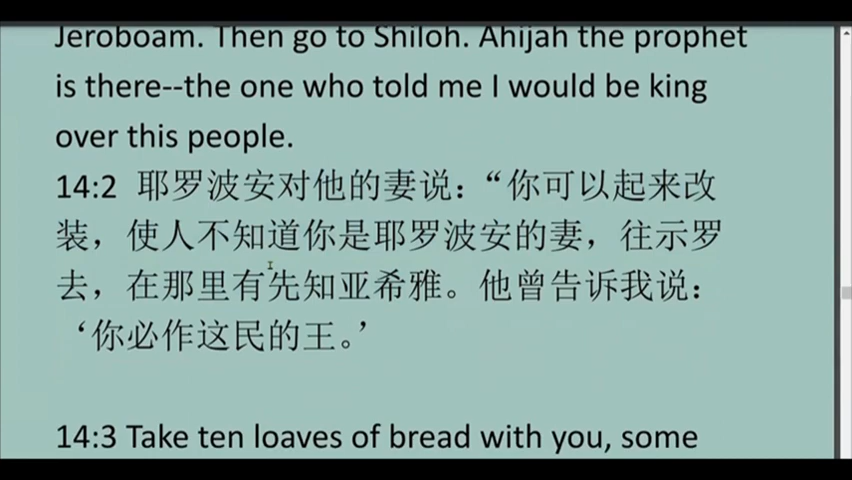 Jeroboam. Then go to Shiloh. Ahijah the prophet
is there--the one who told me I would be king
over this people.
14:2 耶罗波安对他的妻说：“你可以起来改
装，使人不知道你是耶罗波安的妻，往示罗
去，在那里有先知亚希雅。他曾告诉我说：
‘你必作这民的王。’
14:3 Take ten loaves of bread with you, some